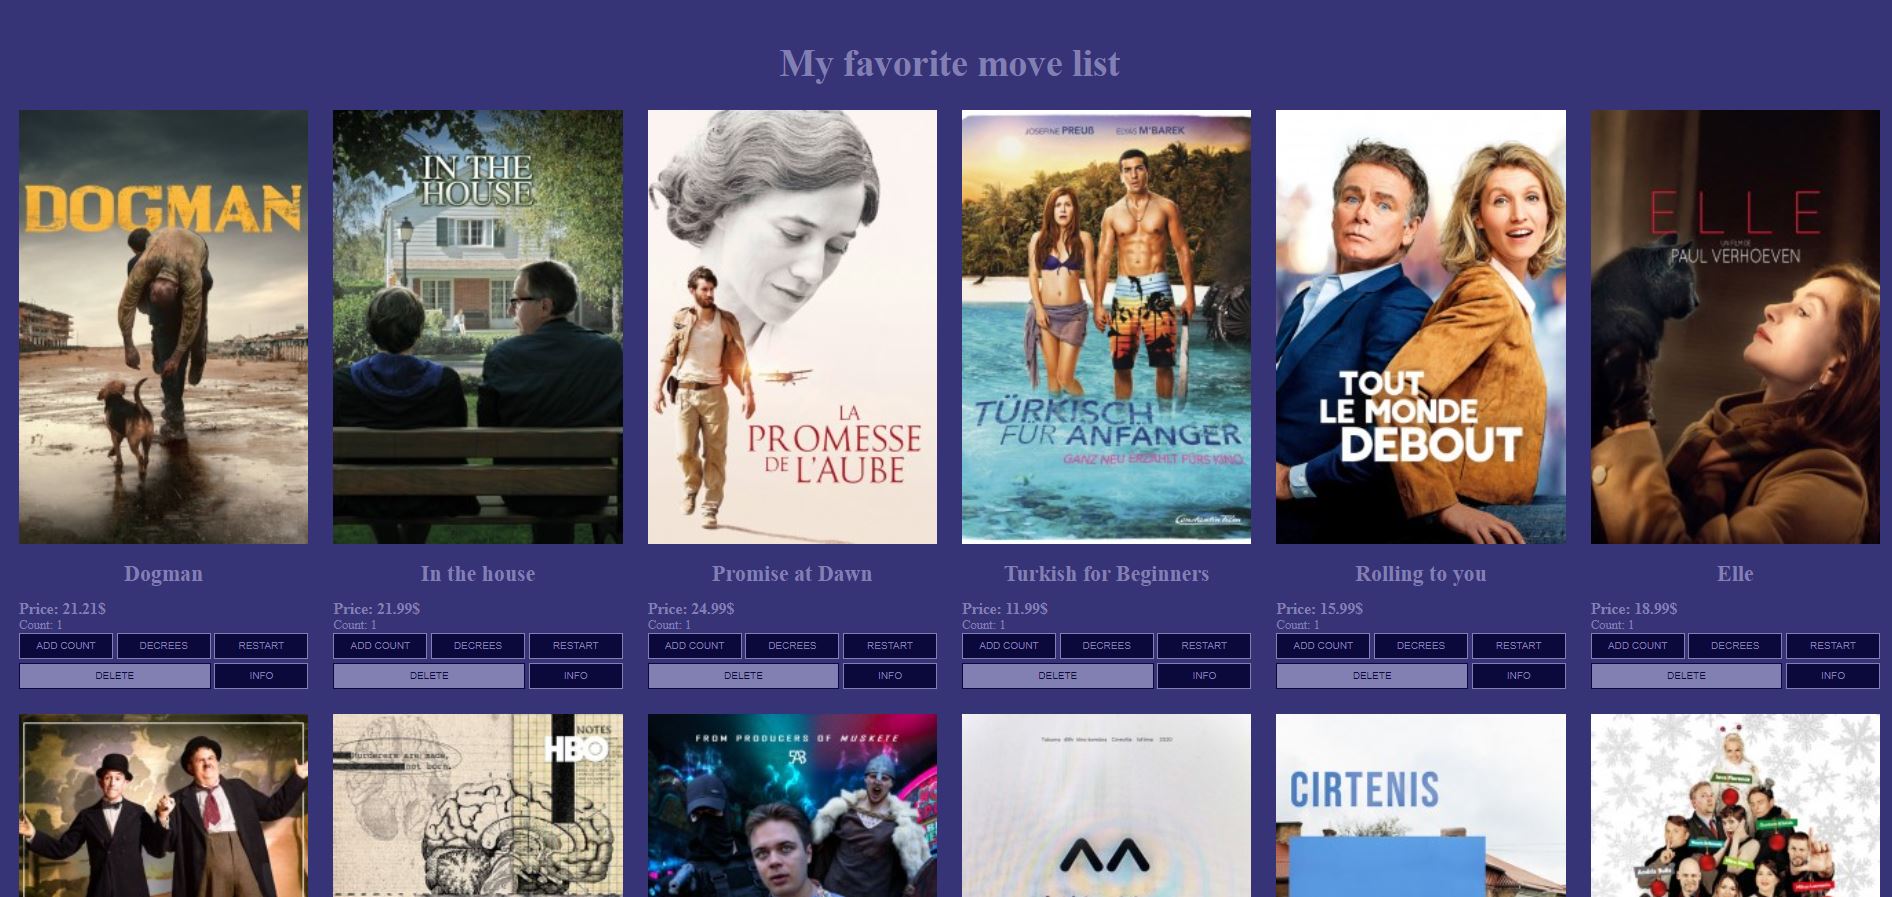 My favorite move list
DOGMAN
IN THE
HOUSE
LA
PROMESSE
DE L'AUBE
JOSEFINE PREUß ELYAS M'BAREK
TÜRKISCH
FÜR ANFÄNGER
GANZ NEU ERZÄHLT FÜRS KINO
Constantin Film
TOUT
LE MONDE
DEBOUT
ELLE
UN FILM DE
PAUL VERHOEVEN
Dogman
Price: 21.21$
Count: 1
ADD COUNT DECREES RESTART
DELETE INFO
In the house
Price: 21.99$
Count: 1
ADD COUNT DECREES RESTART
DELETE INFO
Promise at Dawn
Price: 24.99$
Count: 1
ADD COUNT DECREES RESTART
DELETE INFO
Turkish for Beginners
Price: 11.99$
Count: 1
ADD COUNT DECREES RESTART
DELETE INFO
Rolling to you
Price: 15.99$
Count: 1
ADD COUNT DECREES RESTART
DELETE INFO
Elle
Price: 18.99$
Count: 1
ADD COUNT DECREES RESTART
DELETE INFO
NOTES
HBO
Murderers are made,
not born.
FROM PRODUCERS OF MUSKETE
CIRTENIS